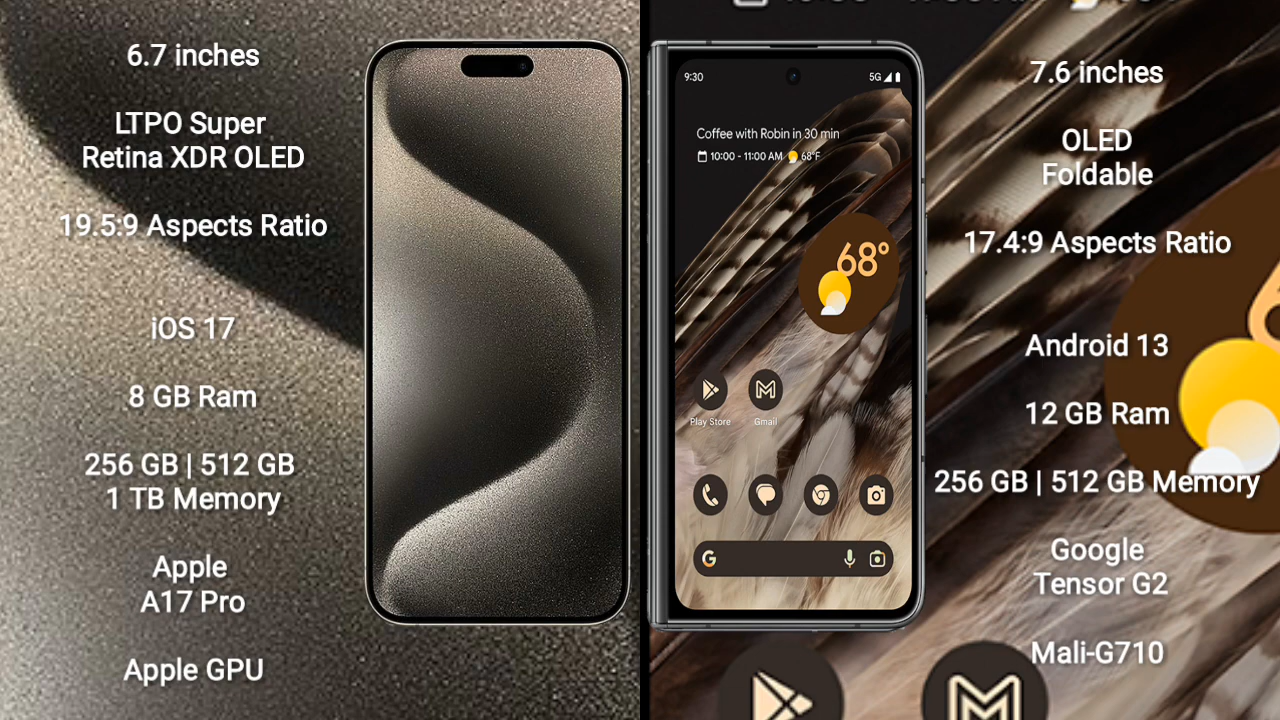 6.7 inches
LTPO Super
Retina XDR OLED
19.5:9 Aspects Ratio
iOS 17
8 GB Ram
256 GB | 512 GB
1 TB Memory
Apple
A17 Pro
Apple GPU
9:30
5G
Coffee with Robin in 30 min
10:00 - 11:00 AM 68°F
68°
Play Store
Gmail
G
7.6 inches
OLED
Foldable
17.4:9 Aspects Ratio
Android 13
12 GB Ram
256 GB | 512 GB Memory
Google
Tensor G2
Mali-G710